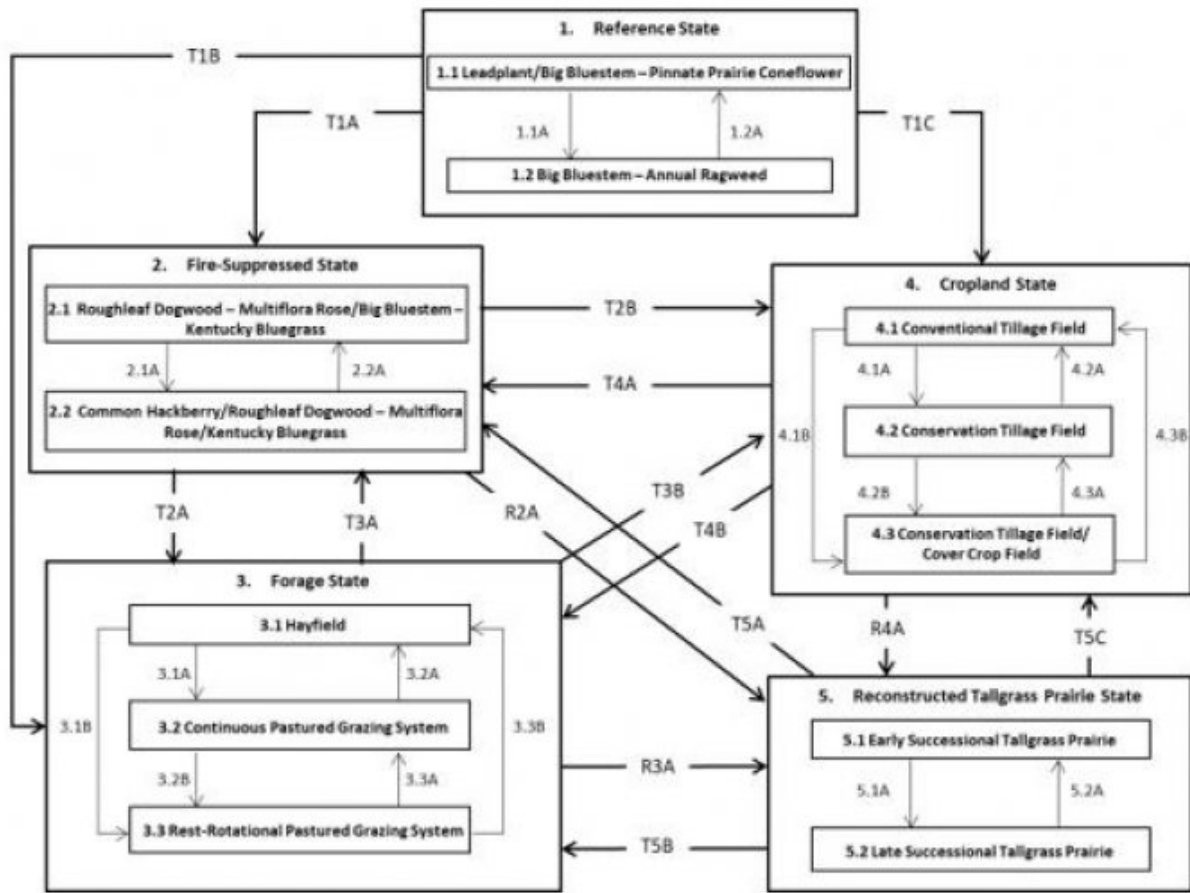 1. Reference State
T1B
1.1 Leadplant/Big Bluestem – Pinnate Prairie Coneflower
T1A
1.1A
1.2A
T1C
1.2 Big Bluestem – Annual Ragweed
2. Fire-Suppressed State
2.1 Roughleaf Dogwood – Multiflora Rose/Big Bluestem –
Kentucky Bluegrass
2.1A
2.2A
2.2 Common Hackberry/Roughleaf Dogwood – Multiflora
Rose/Kentucky Bluegrass
T2B
T4A
4. Cropland State
4.1 Conventional Tillage Field
4.1A
4.2A
4.2 Conservation Tillage Field
4.1B
4.3B
4.2B
4.3A
4.3 Conservation Tillage Field/
Cover Crop Field
T2A
T3A
R2A
T3B
T4B
T5A
R4A
T5C
3. Forage State
3.1 Hayfield
3.1A
3.2A
3.2 Continuous Pastured Grazing System
3.1B
3.3B
3.2B
3.3A
3.3 Rest-Rotational Pastured Grazing System
R3A
T5B
5. Reconstructed Tallgrass Prairie State
5.1 Early Successional Tallgrass Prairie
5.1A
5.2A
5.2 Late Successional Tallgrass Prairie